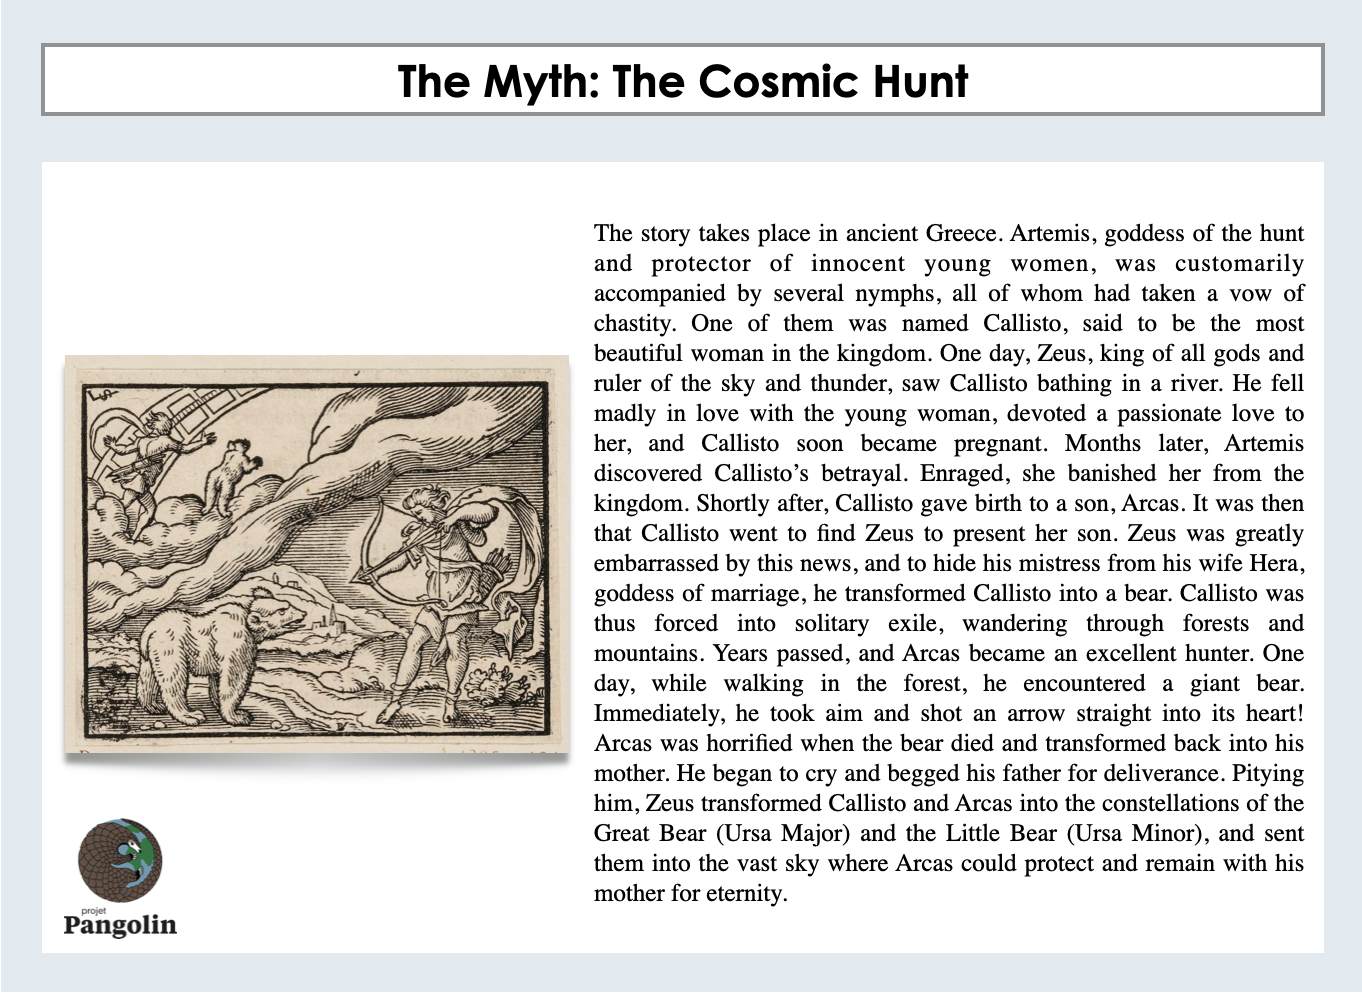 The Myth: The Cosmic Hunt
The story takes place in ancient Greece. Artemis, goddess of the hunt
and protector of innocent young women, was customarily
accompanied by several nymphs, all of whom had taken a vow of
chastity. One of them was named Callisto, said to be the most
beautiful woman in the kingdom. One day, Zeus, king of all gods and
ruler of the sky and thunder, saw Callisto bathing in a river. He fell
madly in love with the young woman, devoted a passionate love to
her, and Callisto soon became pregnant. Months later, Artemis
discovered Callisto’s betrayal. Enraged, she banished her from the
kingdom. Shortly after, Callisto gave birth to a son, Arcas. It was then
that Callisto went to find Zeus to present her son. Zeus was greatly
embarrassed by this news, and to hide his mistress from his wife Hera,
goddess of marriage, he transformed Callisto into a bear. Callisto was
thus forced into solitary exile, wandering through forests and
mountains. Years passed, and Arcas became an excellent hunter. One
day, while walking in the forest, he encountered a giant bear.
Immediately, he took aim and shot an arrow straight into its heart!
Arcas was horrified when the bear died and transformed back into his
mother. He began to cry and begged his father for deliverance. Pitying
him, Zeus transformed Callisto and Arcas into the constellations of the
Great Bear (Ursa Major) and the Little Bear (Ursa Minor), and sent
them into the vast sky where Arcas could protect and remain with his
mother for eternity.
projet
Pangolin